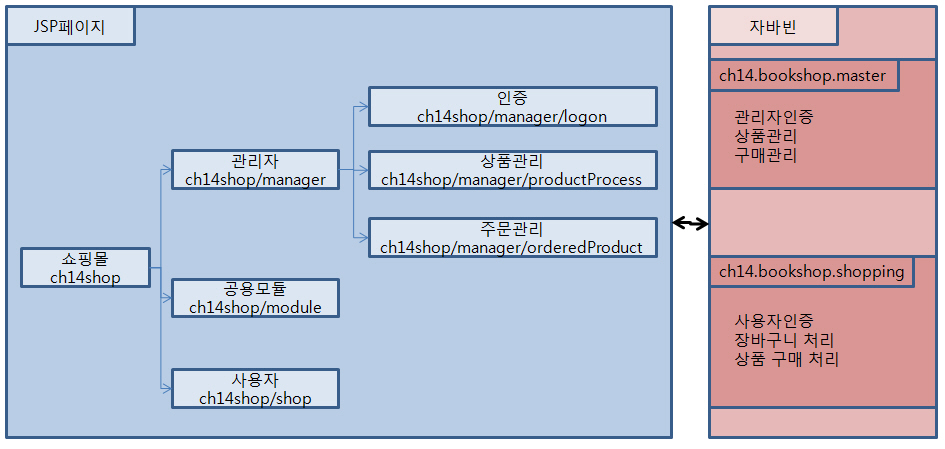 JSP페이지
쇼핑몰
ch14shop
관리자
ch14shop/manager
인증
ch14shop/manager/logon
상품관리
ch14shop/manager/productProcess
주문관리
ch14shop/manager/orderedProduct
공용모듈
ch14shop/module
사용자
ch14shop/shop
자바빈
ch14.bookshop.master
관리자인증
상품관리
구매관리
ch14.bookshop.shopping
사용자인증
장바구니 처리
상품 구매 처리